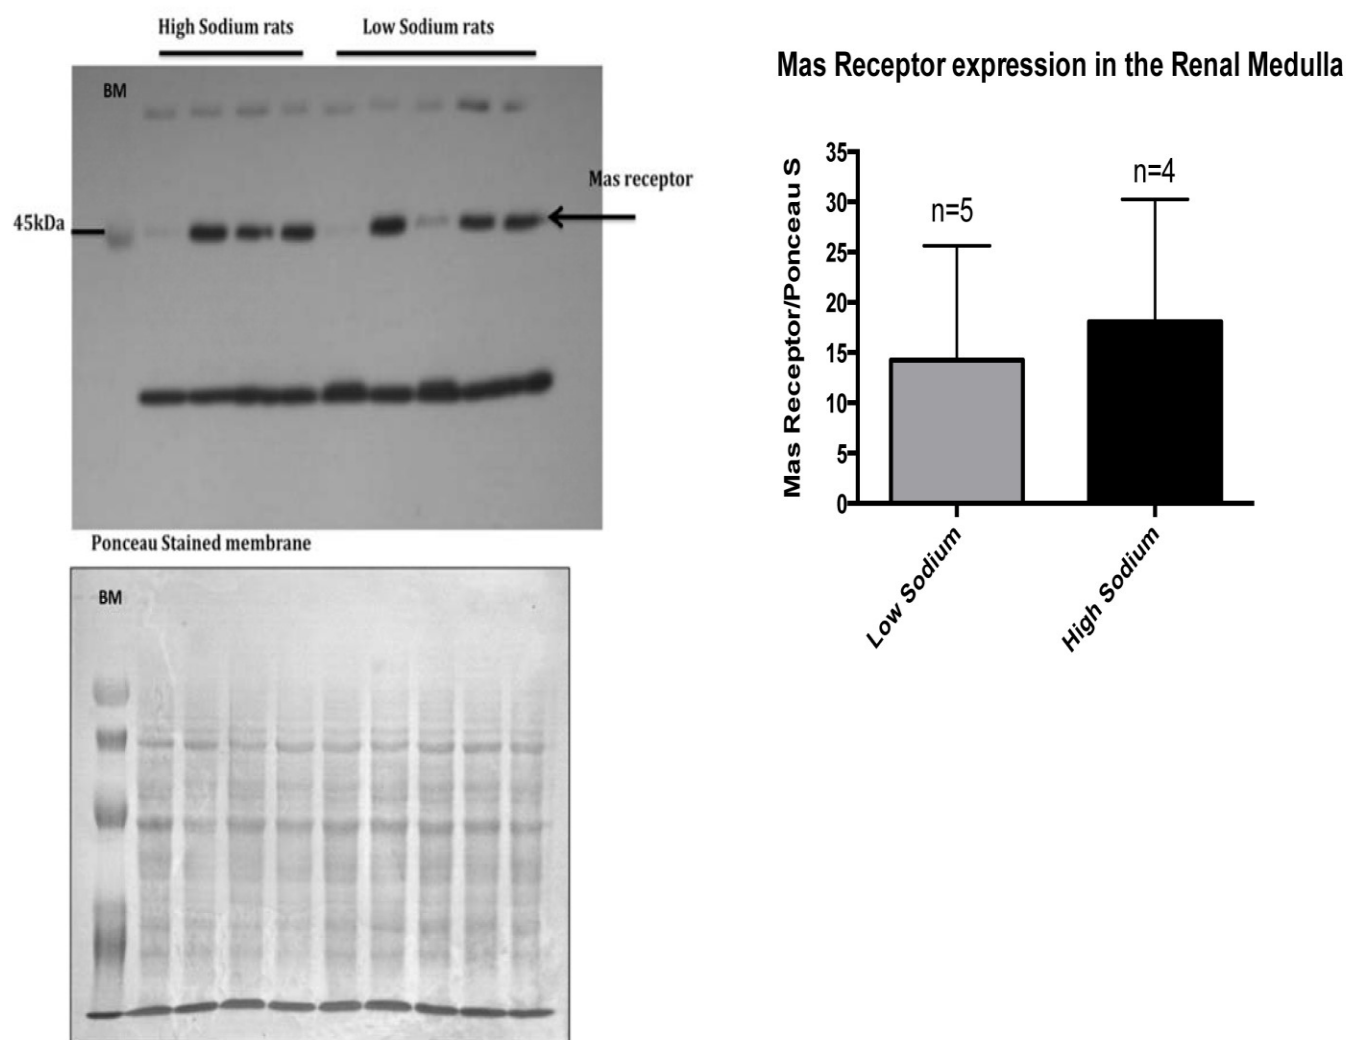 High Sodium rats
Low Sodium rats
BM
Mas receptor
45kDa
Ponceau Stained membrane
BM
Mas Receptor expression in the Renal Medulla
Mas Receptor/Ponceau S
35
30
25
20
15
10
5
0
n=5
n=4
Low Sodium
High Sodium